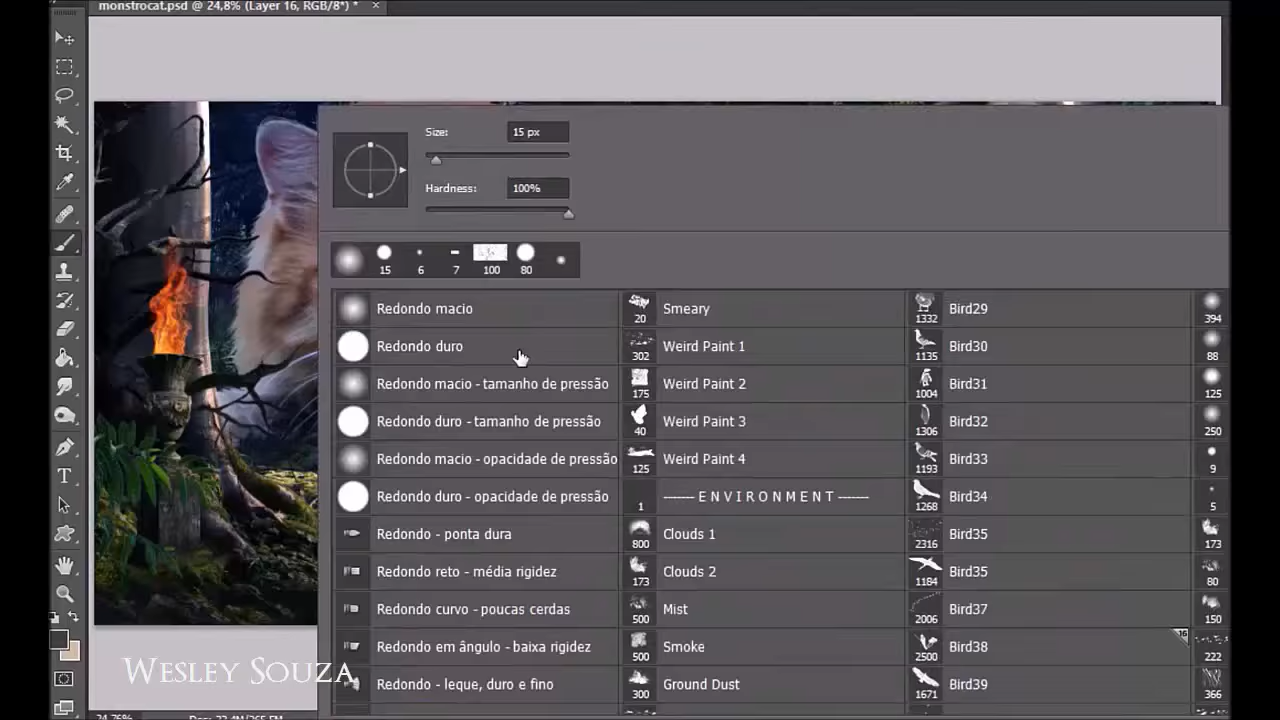 monstrocat.psd @ 24,8% (Layer 16, RGB/8*) *
Size: 15 px
Hardness: 100%
15 6 7 100 80
Redondo macio
Redondo duro
Redondo macio - tamanho de pressão
Redondo duro - tamanho de pressão
Redondo macio - opacidade de pressão
Redondo duro - opacidade de pressão
Redondo - ponta dura
Redondo reto - média rigidez
Redondo curvo - poucas cerdas
Redondo em ângulo - baixa rigidez
Redondo - leque, duro e fino
20 Smeary
302 Weird Paint 1
175 Weird Paint 2
40 Weird Paint 3
125 Weird Paint 4
1 ------- E N V I R O N M E N T -------
800 Clouds 1
173 Clouds 2
500 Mist
500 Smoke
300 Ground Dust
1332 Bird29
1135 Bird30
1004 Bird31
1306 Bird32
1193 Bird33
1268 Bird34
2316 Bird35
1184 Bird35
2006 Bird37
2500 Bird38
1671 Bird39
394
88
125
250
9
5
173
80
150
222
366
T
Wesley Souza
24,76%